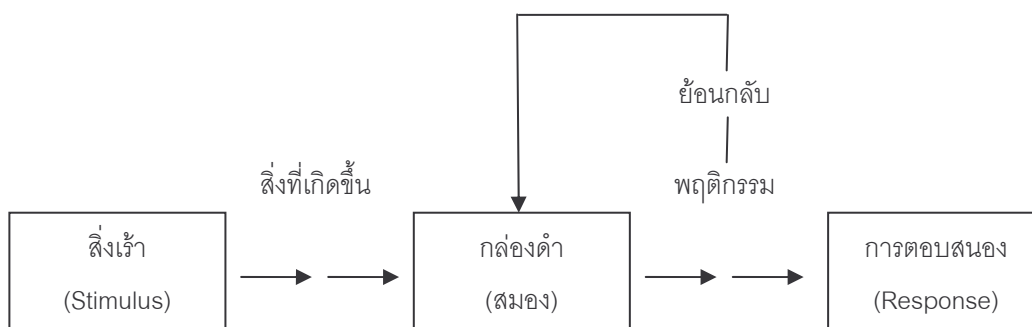 ย้อนกลับ
สิ่งที่เกิดขึ้น
พฤติกรรม
สิ่งเร้า
(Stimulus)
กล่องดำ
(สมอง)
การตอบสนอง
(Response)